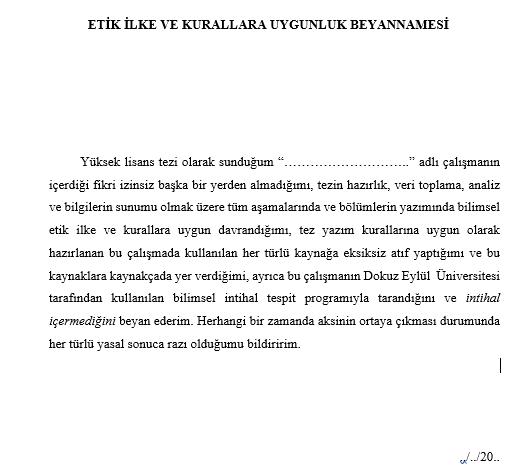 ETİK İLKE VE KURALLARA UYGUNLUK BEYANNAMESİ
Yüksek lisans tezi olarak sunduğum “………………………..” adlı çalışmanın
içerdiği fikri izinsiz başka bir yerden almadığımı, tezin hazırlık, veri toplama, analiz
ve bilgilerin sunumu olmak üzere tüm aşamalarında ve bölümlerin yazımında bilimsel
etik ilke ve kurallara uygun davrandığımı, tez yazım kurallarına uygun olarak
hazırlanan bu çalışmada kullanılan her türlü kaynağa eksiksiz atıf yaptığımı ve bu
kaynaklara kaynakçada yer verdiğimi, ayrıca bu çalışmanın Dokuz Eylül Üniversitesi
tarafından kullanılan bilimsel intihal tespit programıyla tarandığını ve intihal
içermediğini beyan ederim. Herhangi bir zamanda aksinin ortaya çıkması durumunda
her türlü yasal sonuca razı olduğumu bildiririm.
../../20..